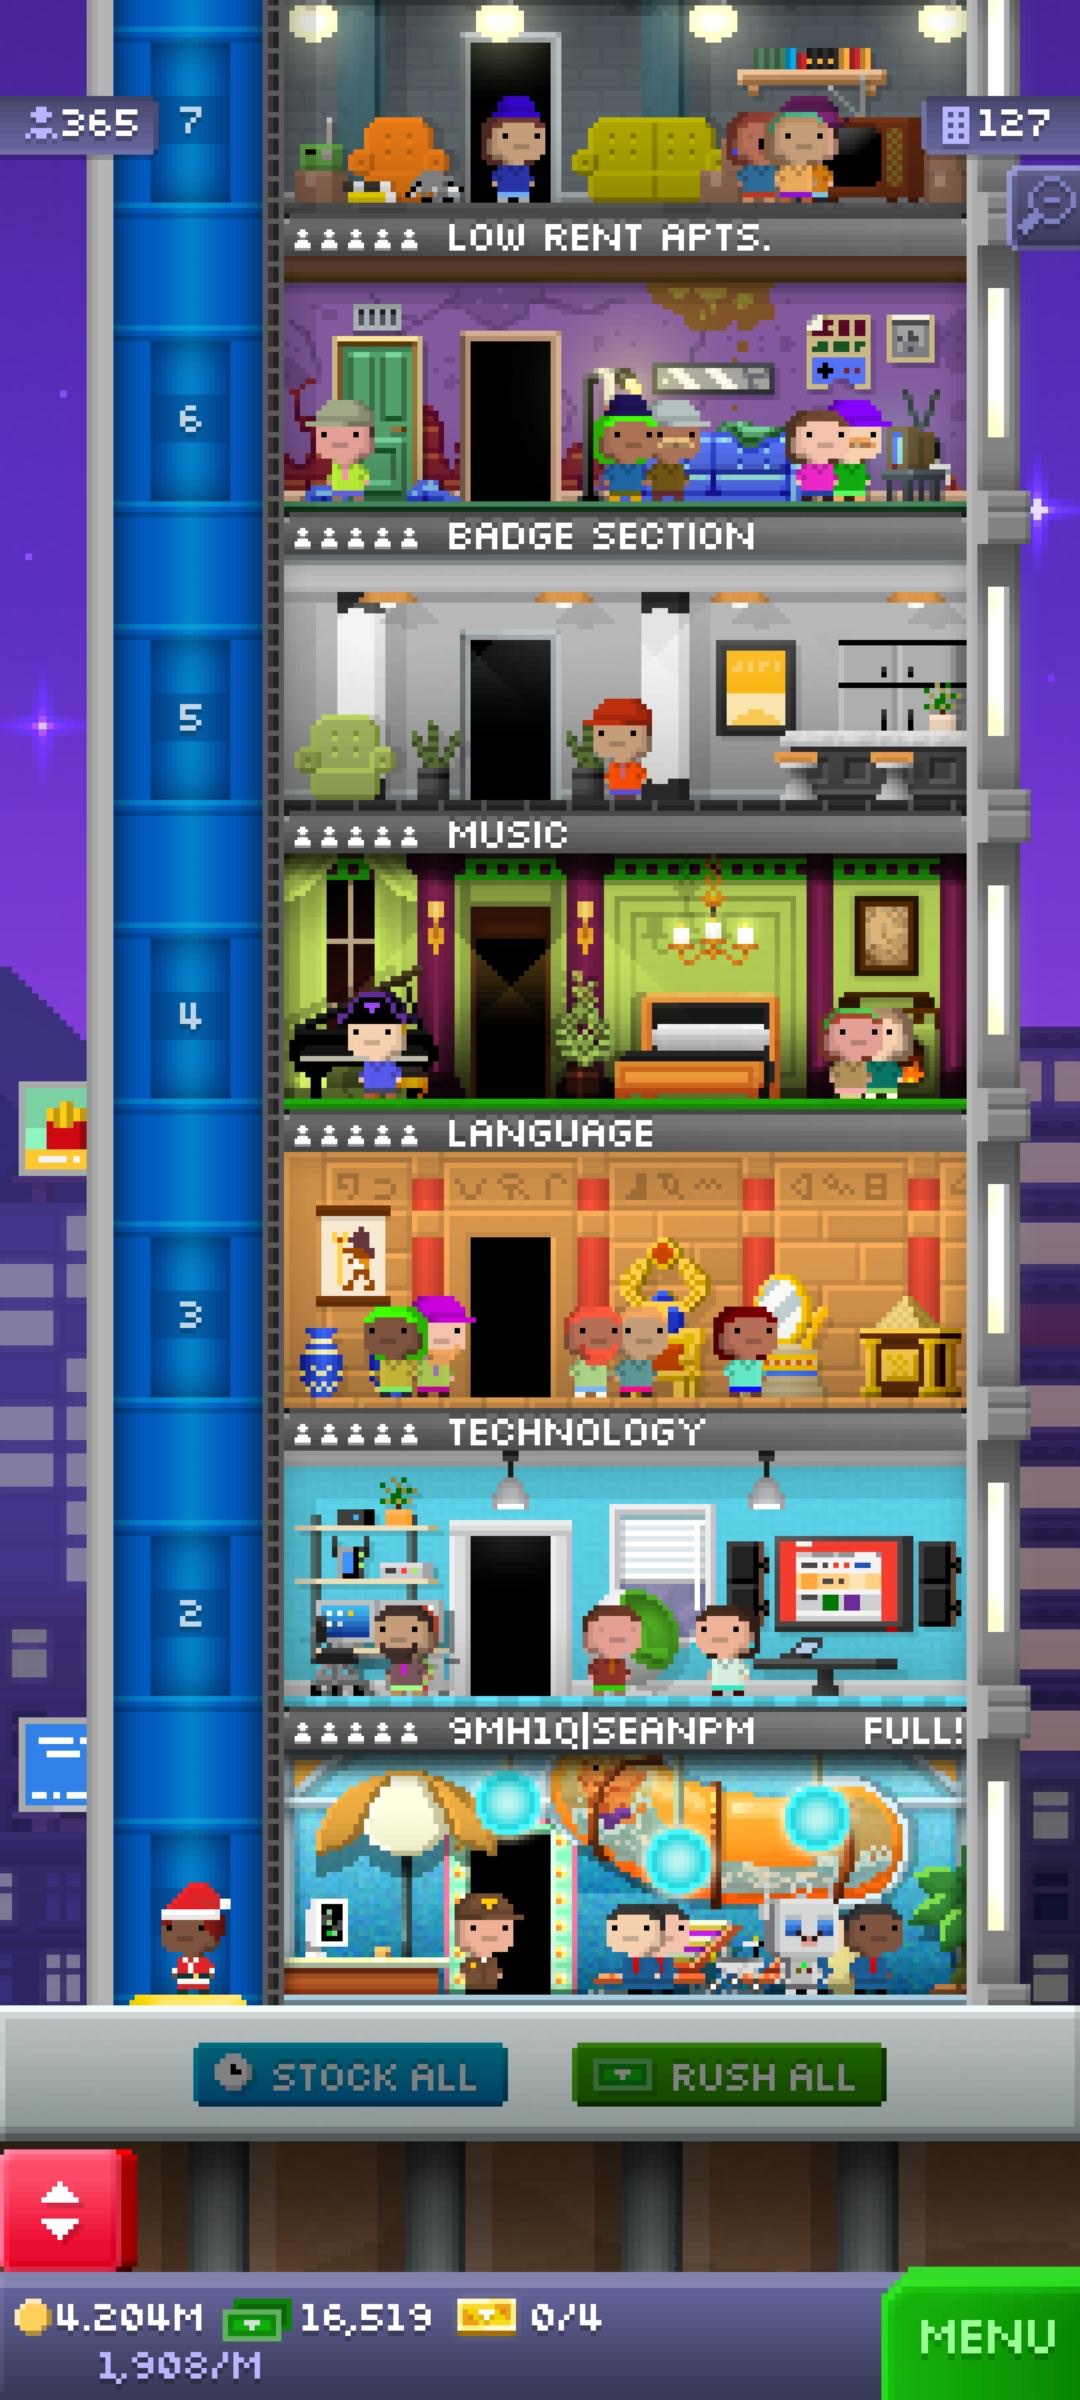 365
7
127
LOW RENT APTS.
6
BADGE SECTION
5
MUSIC
4
LANGUAGE
3
TECHNOLOGY
2
9MH1Q|SEANPM FULL!
STOCK ALL
RUSH ALL
4.204M 16,519 0/4
1,908/M
MENU